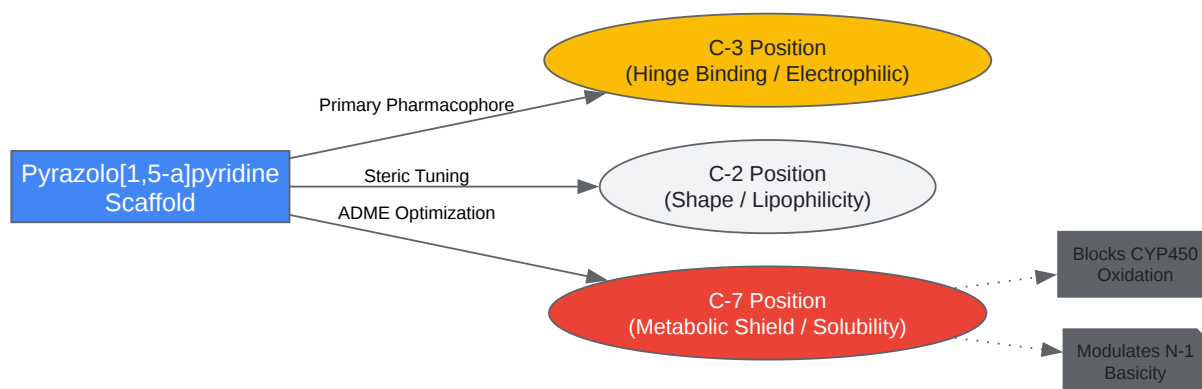 Pyrazolo[1,5-a]pyridine
Scaffold
Primary Pharmacophore
Steric Tuning
ADME Optimization
C-3 Position
(Hinge Binding / Electrophilic)
C-2 Position
(Shape / Lipophilicity)
C-7 Position
(Metabolic Shield / Solubility)
Blocks CYP450
Oxidation
Modulates N-1
Basicity